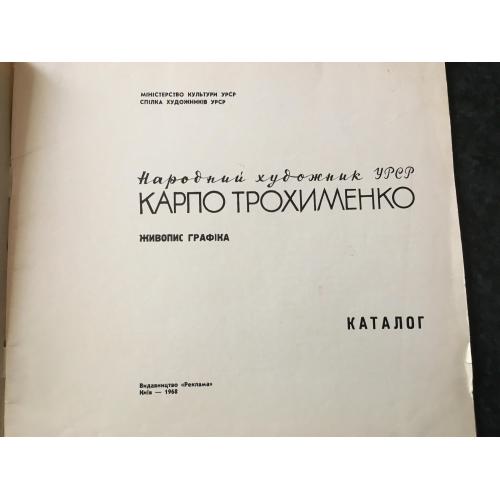 МІНІСТЕРСТВО КУЛЬТУРИ УРСР
СПІЛКА ХУДОЖНИКІВ УРСР
Народний художник УРСР
КАРПО ТРОХИМЕНКО
ЖИВОПИС ГРАФІКА
КАТАЛОГ
Видавництво «Реклама»
Київ — 1968